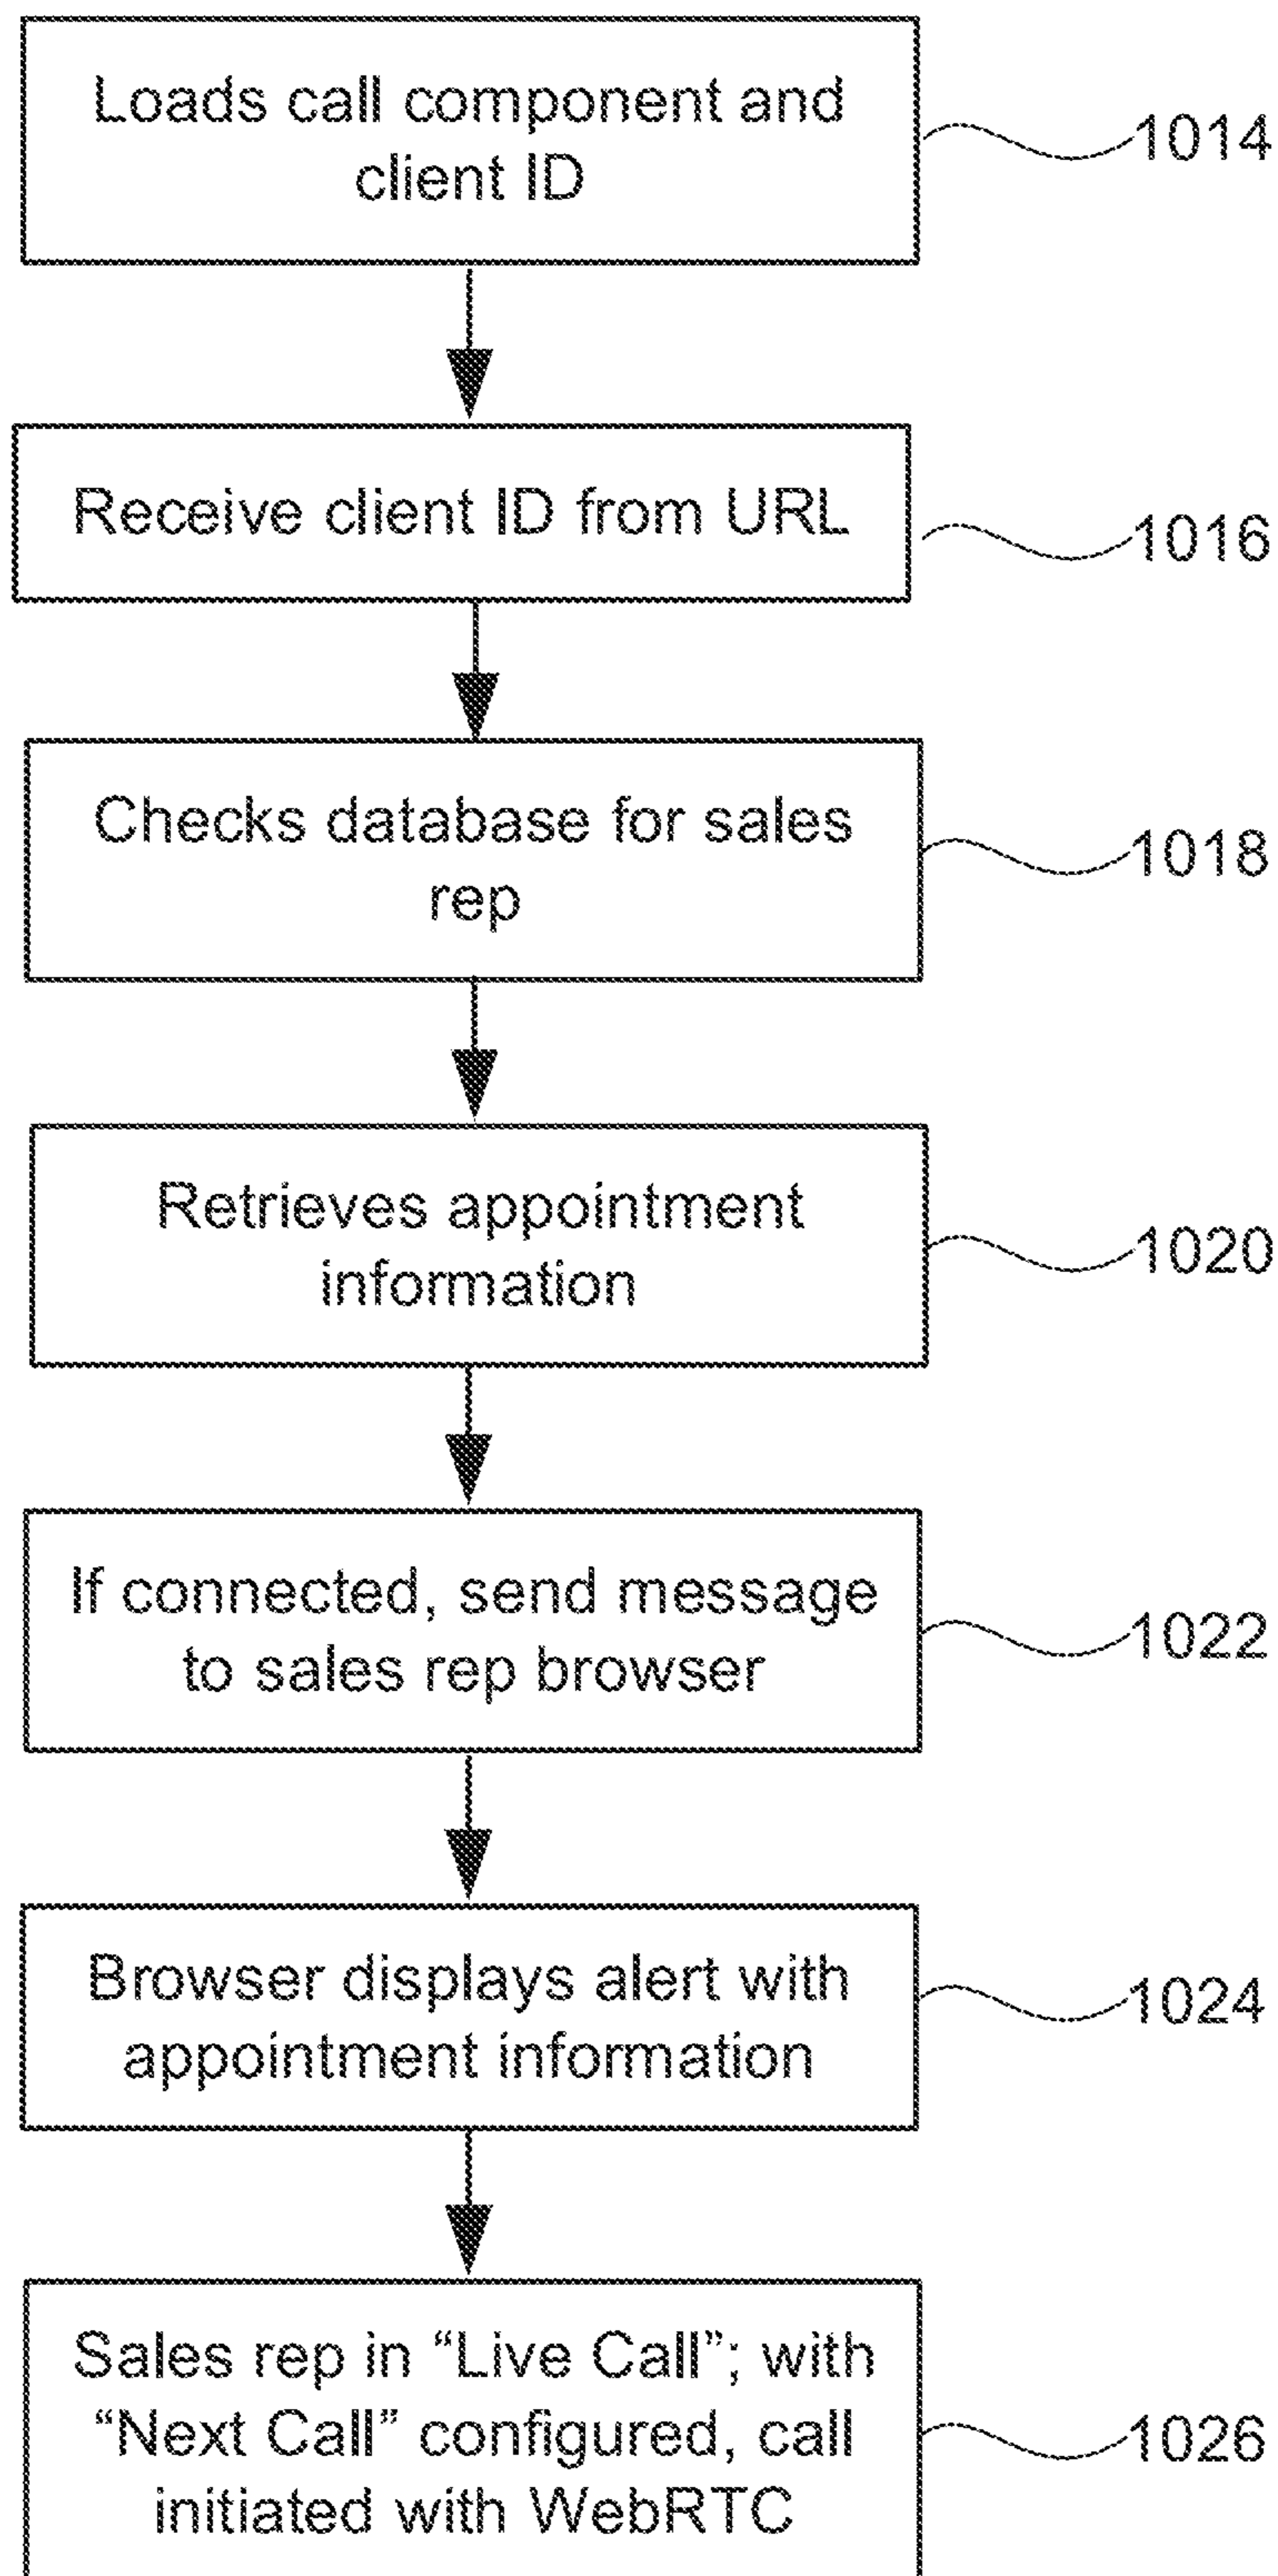 Loads call component and
client ID
1014
Receive client ID from URL
1016
Checks database for sales
rep
1018
Retrieves appointment
information
1020
If connected, send message
to sales rep browser
1022
Browser displays alert with
appointment information
1024
Sales rep in “Live Call”; with
“Next Call” configured, call
initiated with WebRTC
1026